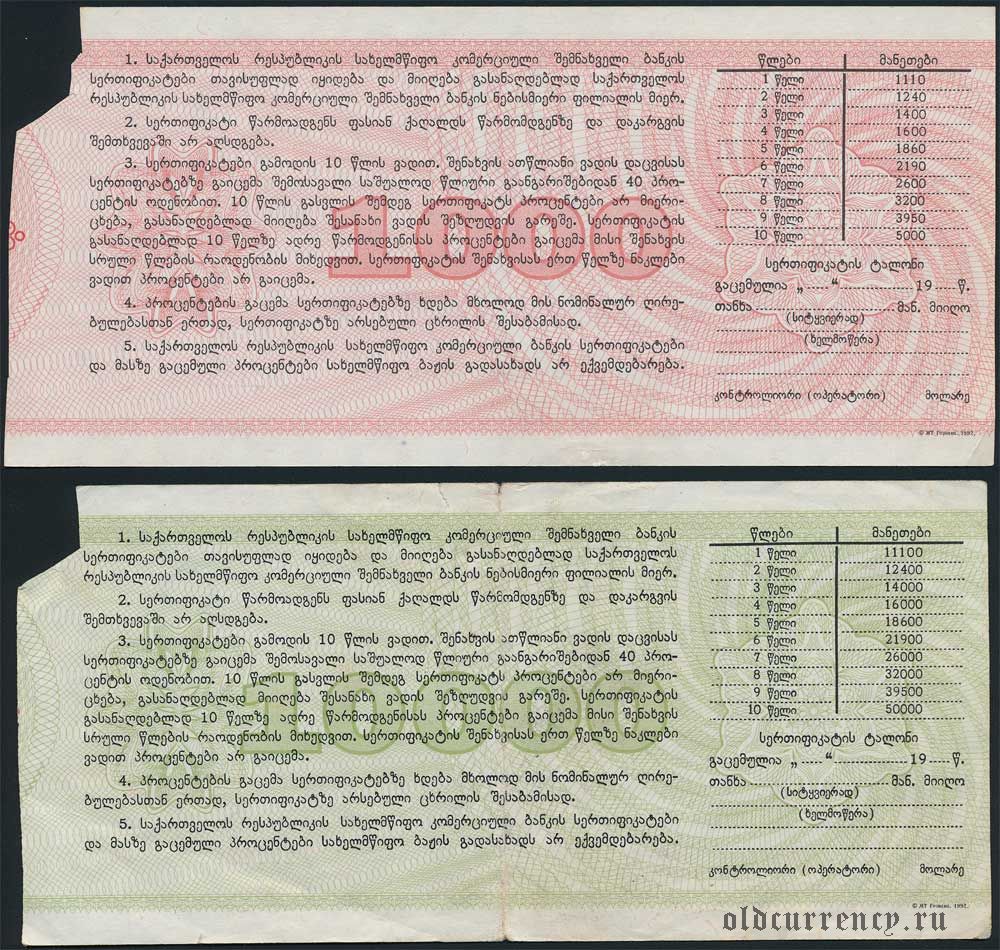 1. საქართველოს რესპუბლიკის სახელმწიფო კომერციული შემნახველი ბანკის
სერთიფიკატები თავისუფლად იყიდება და მიიღება გასანაღდებლად საქართველოს
რესპუბლიკის სახელმწიფო კომერციული შემნახველი ბანკის ნებისმიერი ფილიალის მიერ.
2. სერთიფიკატი წარმოადგენს ფასიან ქაღალდს წარმომდგენზე და დაკარგვის
შემთხვევაში არ აღსდგება.
3. სერთიფიკატები გამოდის 10 წლის ვადით. შენახვის ათწლიანი ვადის დაცვისას
სერთიფიკატებზე გაიცემა შემოსავალი საშუალოდ წლიური გაანგარიშებიდან 40 პრო-
ცენტის ოდენობით. 10 წლის გასვლის შემდეგ სერთიფიკატს პროცენტები არ მიერი-
ცხება, გასანაღდებლად მიიღება შესანახი ვადის შეზღუდვის გარეშე. სერთიფიკატის
გასანაღდებლად 10 წელზე ადრე წარმოდგენისას პროცენტები გაიცემა მისი შენახვის
სრული წლების რაოდენობის მიხედვით. სერთიფიკატის შენახვისას ერთ წელზე ნაკლები
ვადით პროცენტები არ გაიცემა.
4. პროცენტების გაცემა სერთიფიკატებზე ხდება მხოლოდ მის ნომინალურ ღირე-
ბულებასთან ერთად, სერთიფიკატზე არსებული ცხრილის შესაბამისად.
5. საქართველოს რესპუბლიკის სახელმწიფო კომერციული ბანკის სერთიფიკატები
და მასზე გაცემული პროცენტები სახელმწიფო ბაჟის გადასახადს არ ექვემდებარება.
1000
წლები მანეთები
1 წელი 1110
2 წელი 1240
3 წელი 1400
4 წელი 1600
5 წელი 1860
6 წელი 2190
7 წელი 2600
8 წელი 3200
9 წელი 3950
10 წელი 5000
სერთიფიკატის ტალონი
გაცემულია „ “ 19 წ.
თანხა მან. მიიღო
(სიტყვიერად)
(ხელმოწერა)
კონტროლიორი (ოპერატორი) მოლარე
© МТ Гознака. 1992.
1. საქართველოს რესპუბლიკის სახელმწიფო კომერციული შემნახველი ბანკის
სერთიფიკატები თავისუფლად იყიდება და მიიღება გასანაღდებლად საქართველოს
რესპუბლიკის სახელმწიფო კომერციული შემნახველი ბანკის ნებისმიერი ფილიალის მიერ.
2. სერთიფიკატი წარმოადგენს ფასიან ქაღალდს წარმომდგენზე და დაკარგვის
შემთხვევაში არ აღსდგება.
3. სერთიფიკატები გამოდის 10 წლის ვადით. შენახვის ათწლიანი ვადის დაცვისას
სერთიფიკატებზე გაიცემა შემოსავალი საშუალოდ წლიური გაანგარიშებიდან 40 პრო-
ცენტის ოდენობით. 10 წლის გასვლის შემდეგ სერთიფიკატს პროცენტები არ მიერი-
ცხება, გასანაღდებლად მიიღება შესანახი ვადის შეზღუდვის გარეშე. სერთიფიკატის
გასანაღდებლად 10 წელზე ადრე წარმოდგენისას პროცენტები გაიცემა მისი შენახვის
სრული წლების რაოდენობის მიხედვით. სერთიფიკატის შენახვისას ერთ წელზე ნაკლები
ვადით პროცენტები არ გაიცემა.
4. პროცენტების გაცემა სერთიფიკატებზე ხდება მხოლოდ მის ნომინალურ ღირე-
ბულებასთან ერთად, სერთიფიკატზე არსებული ცხრილის შესაბამისად.
5. საქართველოს რესპუბლიკის სახელმწიფო კომერციული ბანკის სერთიფიკატები
და მასზე გაცემული პროცენტები სახელმწიფო ბაჟის გადასახადს არ ექვემდებარება.
10000
წლები მანეთები
1 წელი 11100
2 წელი 12400
3 წელი 14000
4 წელი 16000
5 წელი 18600
6 წელი 21900
7 წელი 26000
8 წელი 32000
9 წელი 39500
10 წელი 50000
სერთიფიკატის ტალონი
გაცემულია „ “ 19 წ.
თანხა მან. მიიღო
(სიტყვიერად)
(ხელმოწერა)
კონტროლიორი (ოპერატორი) მოლარე
© МТ Гознака. 1992.
oldcurrency.ru